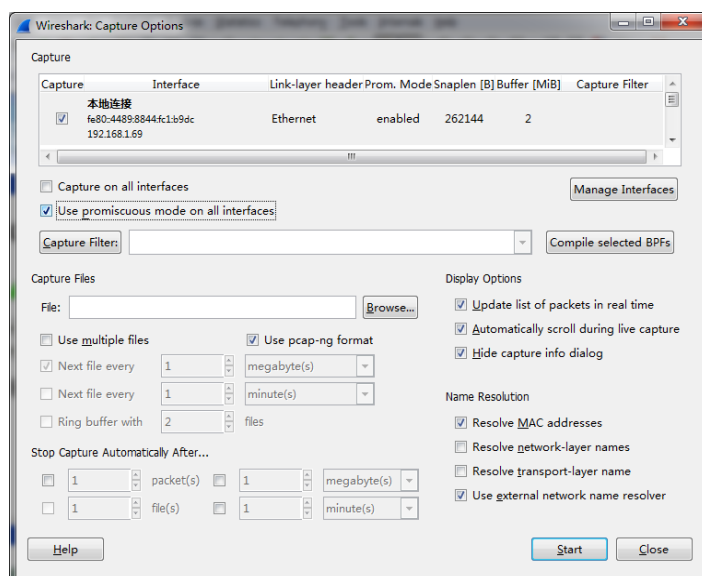 Wireshark: Capture Options
Capture
Capture Interface Link-layer header Prom. Mode Snaplen [B] Buffer [MiB] Capture Filter
本地连接
fe80::4489:8844:fc1:b9dc Ethernet enabled 262144 2
192.168.1.69
Capture on all interfaces Manage Interfaces
Use promiscuous mode on all interfaces
Capture Filter: Compile selected BPFs
Capture Files Display Options
File: Browse... Update list of packets in real time
Use multiple files Use pcap-ng format Automatically scroll during live capture
Next file every 1 megabyte(s) Hide capture info dialog
Next file every 1 minute(s) Name Resolution
Ring buffer with 2 files Resolve MAC addresses
Stop Capture Automatically After... Resolve network-layer names
1 packet(s) 1 megabyte(s) Resolve transport-layer name
1 file(s) 1 minute(s) Use external network name resolver
Help Start Close